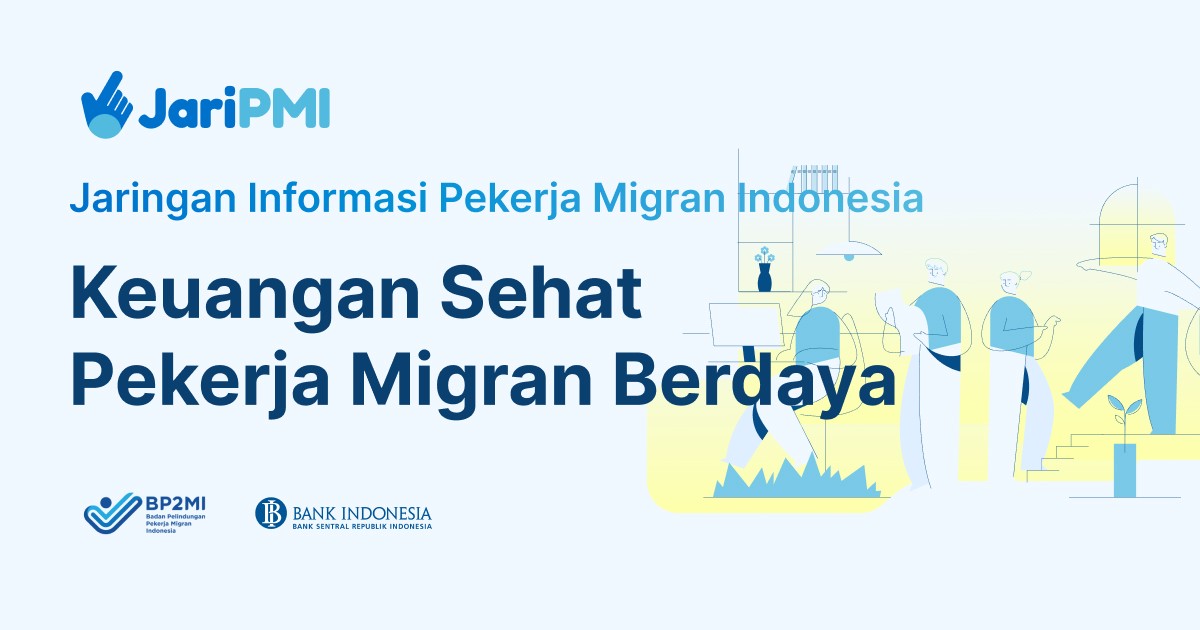 JariPMI
Jaringan Informasi Pekerja Migran Indonesia
Keuangan Sehat
Pekerja Migran Berdaya
BP2MI
Badan Pelindungan
Pekerja Migran
Indonesia
BANK INDONESIA
BANK SENTRAL REPUBLIK INDONESIA